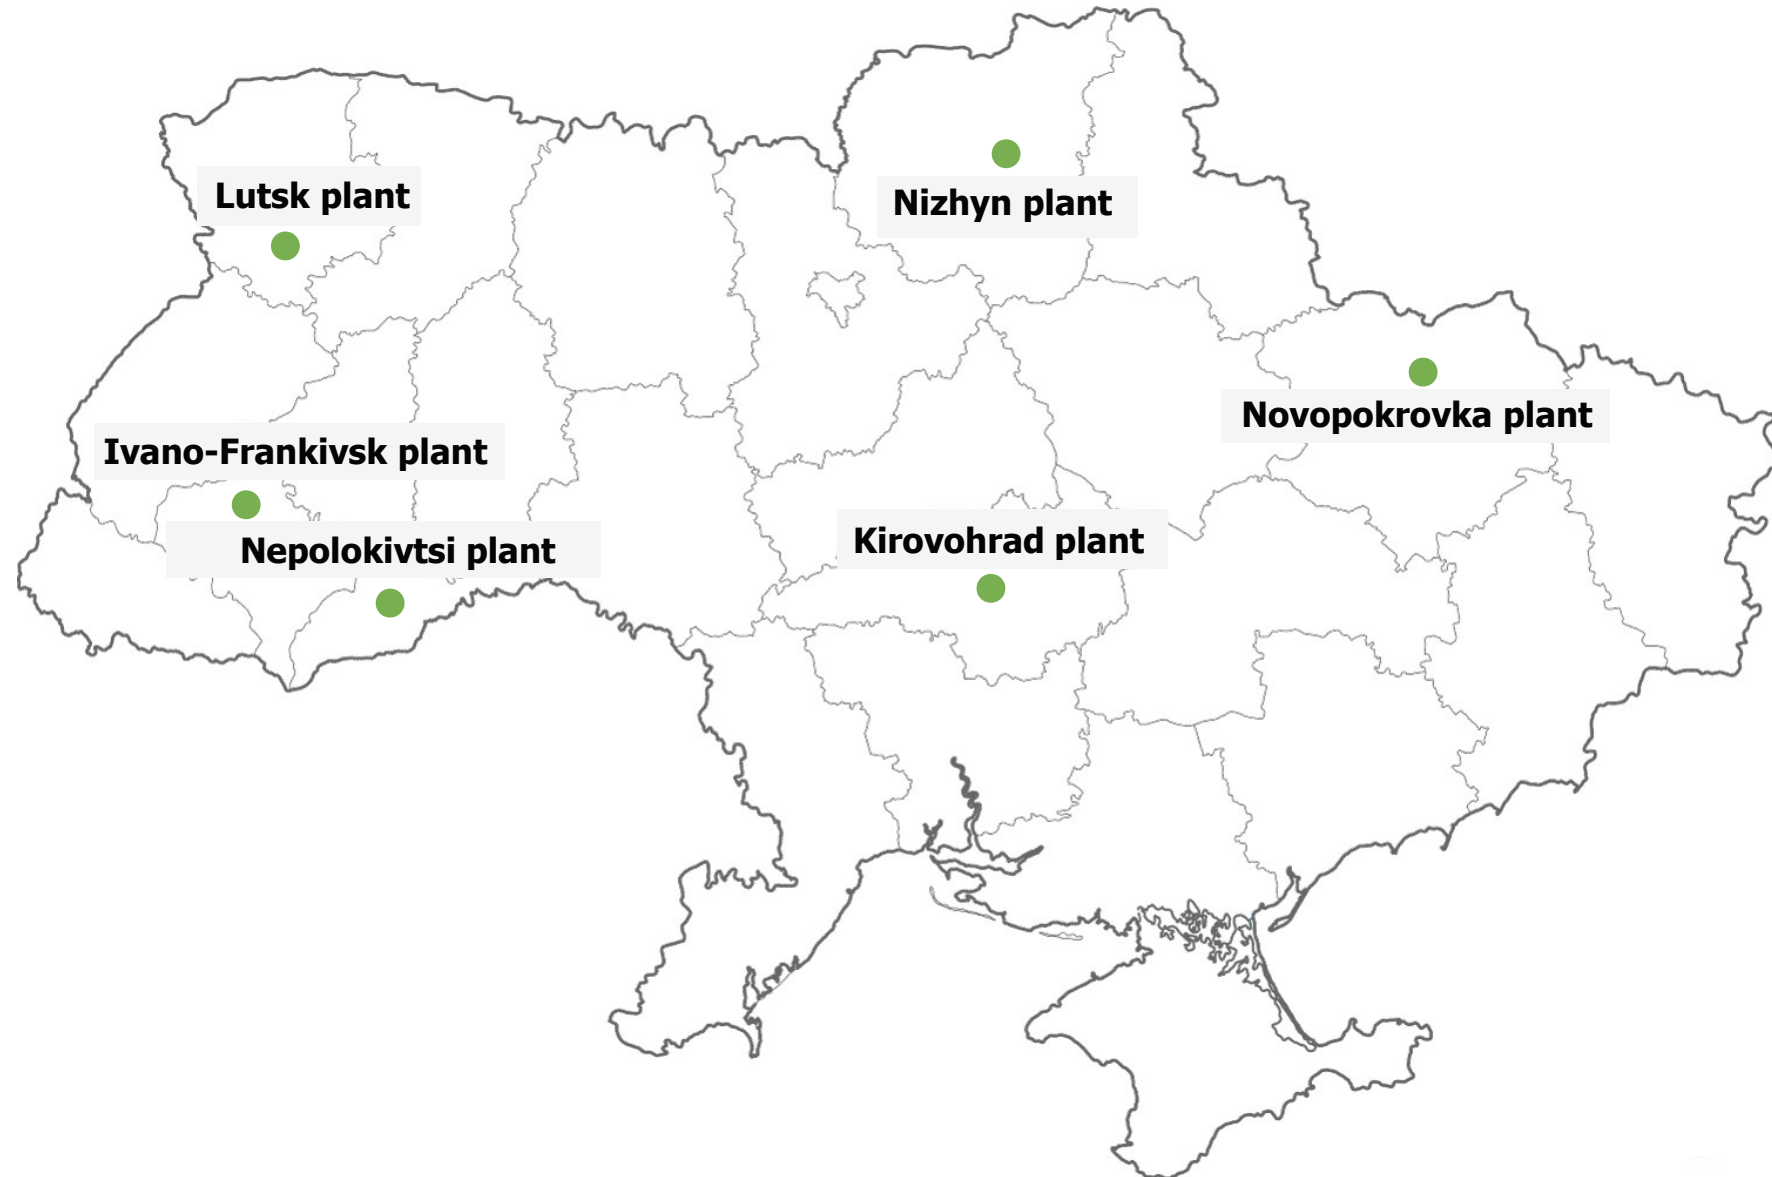 Lutsk plant
Nizhyn plant
Novopokrovka plant
Ivano-Frankivsk plant
Nepolokivtsi plant
Kirovohrad plant